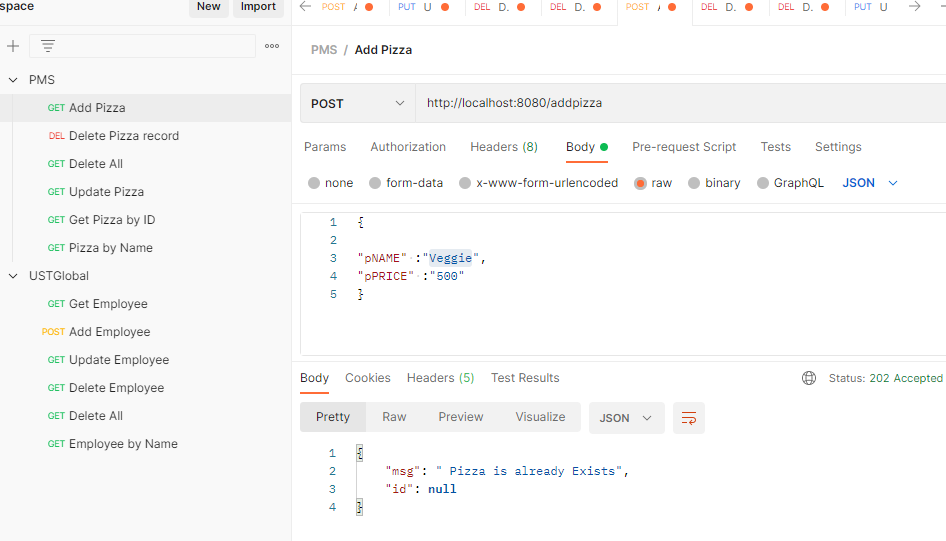 space New Import
POST A PUT U DEL D. DEL D. POST DEL D. DEL D. PUT U
PMS / Add Pizza
PMS
GET Add Pizza
DEL Delete Pizza record
GET Delete All
GET Update Pizza
GET Get Pizza by ID
GET Pizza by Name
USTGlobal
GET Get Employee
POST Add Employee
GET Update Employee
GET Delete Employee
GET Delete All
GET Employee by Name
POST http://localhost:8080/addpizza
Params Authorization Headers (8) Body Pre-request Script Tests Settings
none form-data x-www-form-urlencoded raw binary GraphQL JSON
1 {
2
3 "pNAME" :"Veggie",
4 "pPRICE" :"500"
5 }
Body Cookies Headers (5) Test Results Status: 202 Accepted
Pretty Raw Preview Visualize JSON
1 {
2 "msg": " Pizza is already Exists",
3 "id": null
4 }